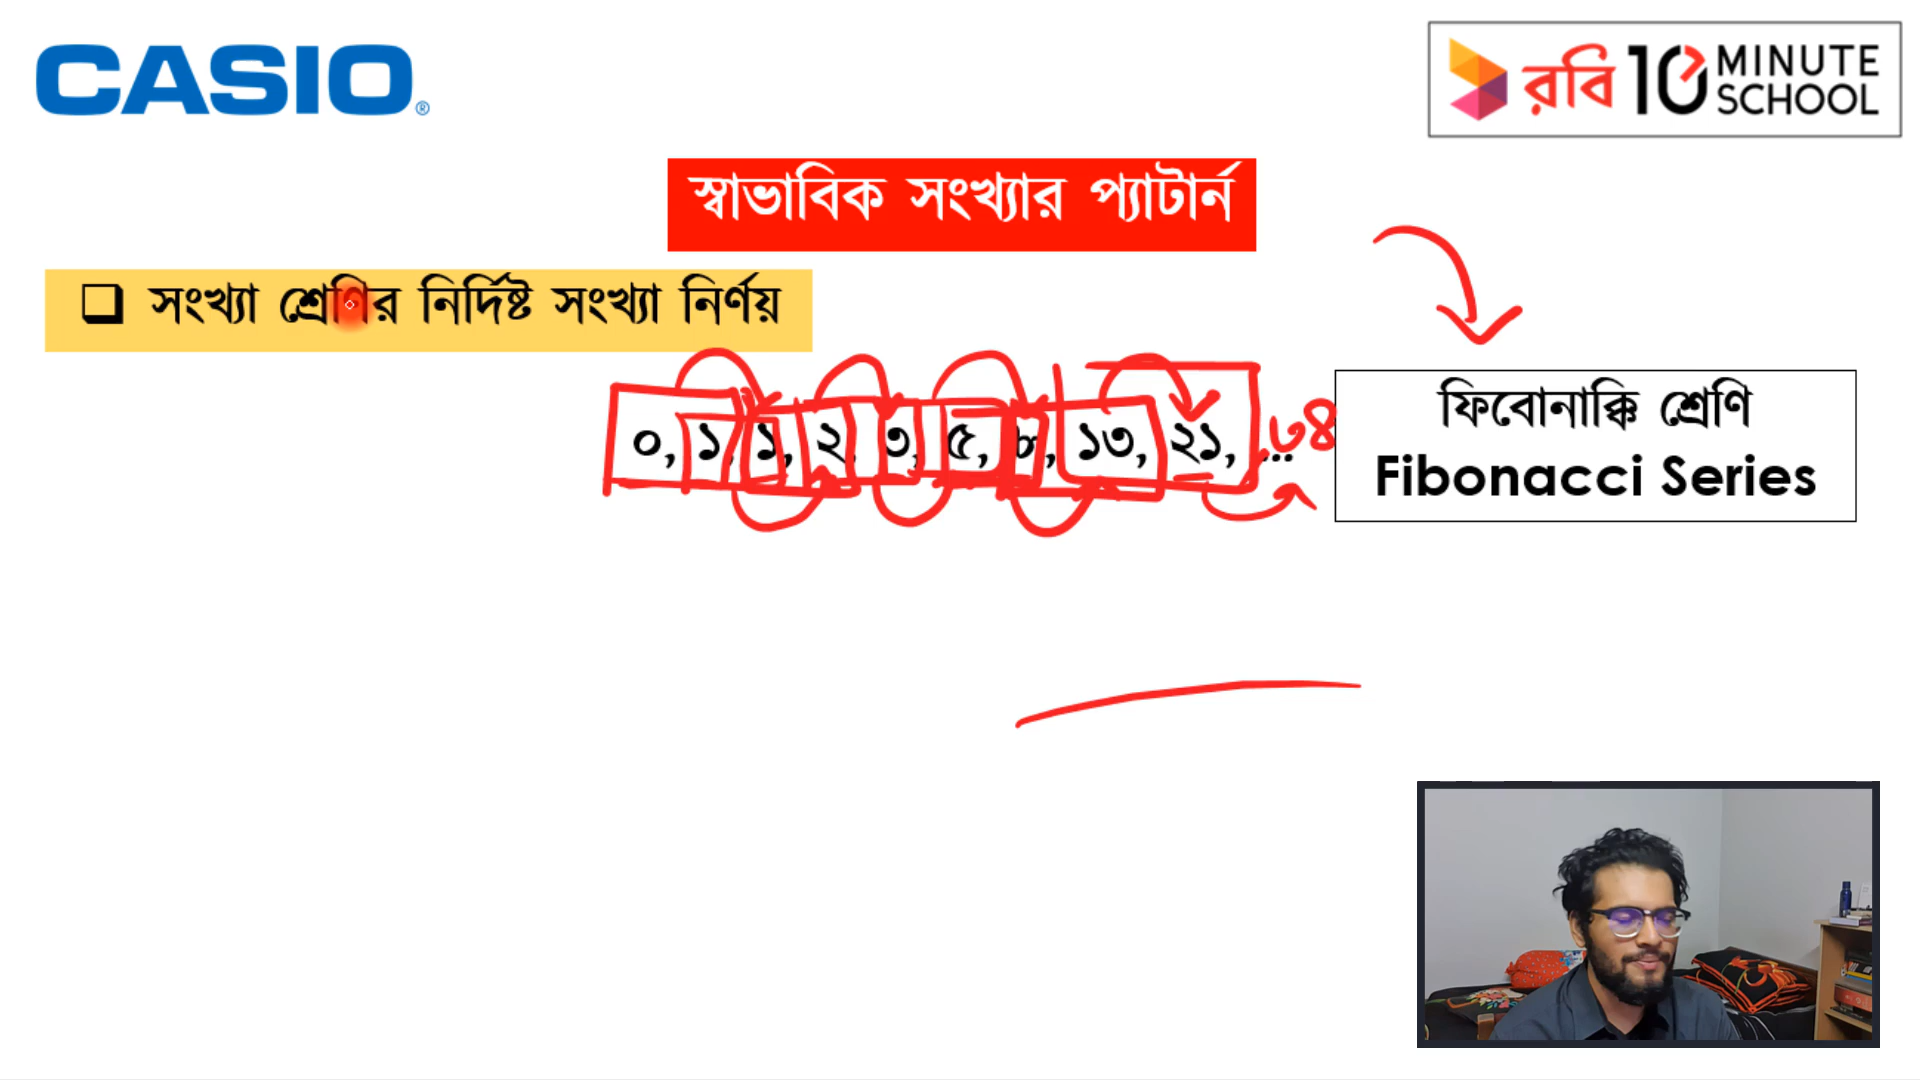 CASIO®
রবি 10 MINUTE SCHOOL
স্বাভাবিক সংখ্যার প্যাটার্ন
❑ সংখ্যা শ্রেণির নির্দিষ্ট সংখ্যা নির্ণয়
০, ১, ১, ২, ৩, ৫, ৮, ১৩, ২১, ... ৩৪
ফিবোনাক্কি শ্রেণি
Fibonacci Series